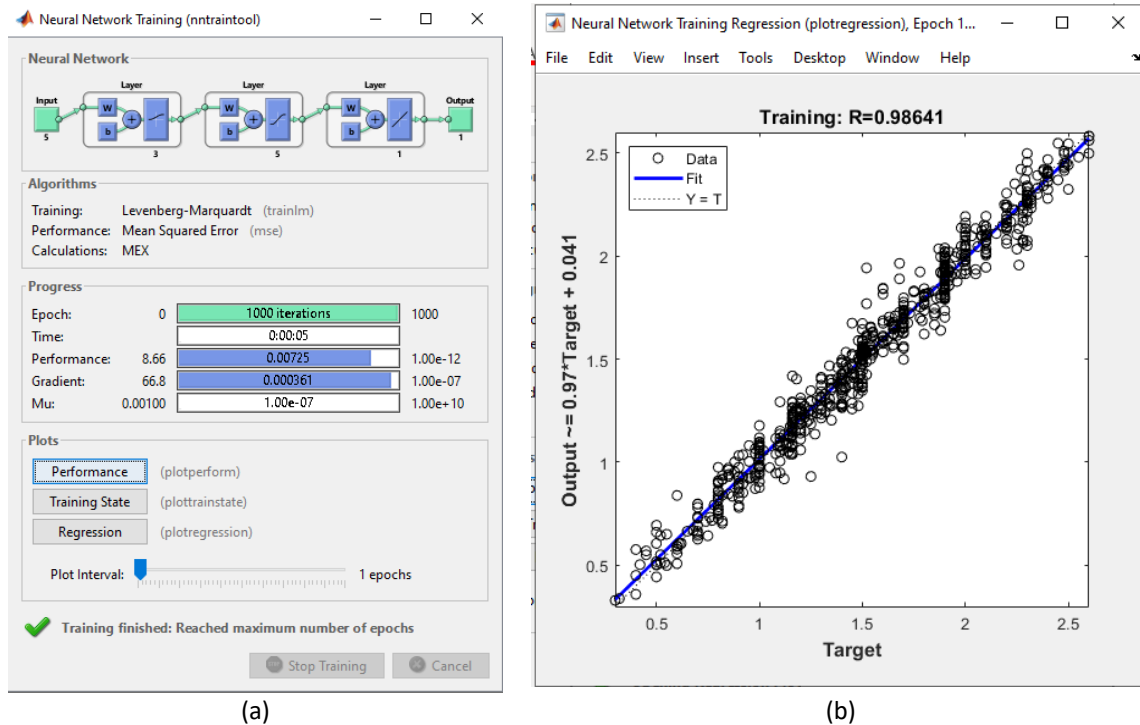 Neural Network Training (nntraintool)
Neural Network
Layer Layer Layer
Input Output
W W W
b b b
5 3 5 1 1
Algorithms
Training: Levenberg-Marquardt (trainlm)
Performance: Mean Squared Error (mse)
Calculations: MEX
Progress
Epoch: 0 1000 iterations 1000
Time: 0:00:05
Performance: 8.66 0.00725 1.00e-12
Gradient: 66.8 0.000361 1.00e-07
Mu: 0.00100 1.00e-07 1.00e+10
Plots
Performance (plotperform)
Training State (plottrainstate)
Regression (plotregression)
Plot Interval: 1 epochs
Training finished: Reached maximum number of epochs
Stop Training Cancel
(a)
Neural Network Training Regression (plotregression), Epoch 1...
File Edit View Insert Tools Desktop Window Help
Training: R=0.98641
Data
Fit
Y = T
Output ~= 0.97*Target + 0.041
2.5
2
1.5
1
0.5
0.5 1 1.5 2 2.5
Target
(b)